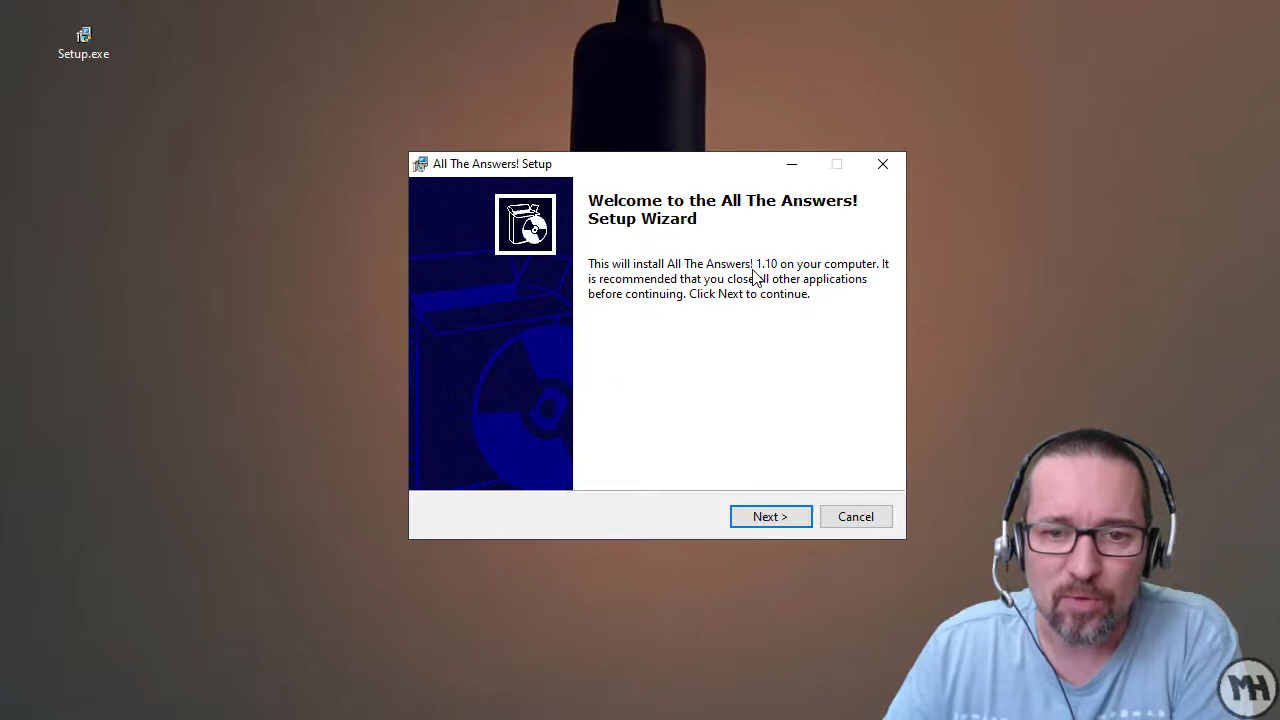 Setup.exe
All The Answers! Setup
Welcome to the All The Answers!
Setup Wizard
This will install All The Answers! 1.10 on your computer. It
is recommended that you close all other applications
before continuing. Click Next to continue.
Next >
Cancel
MH